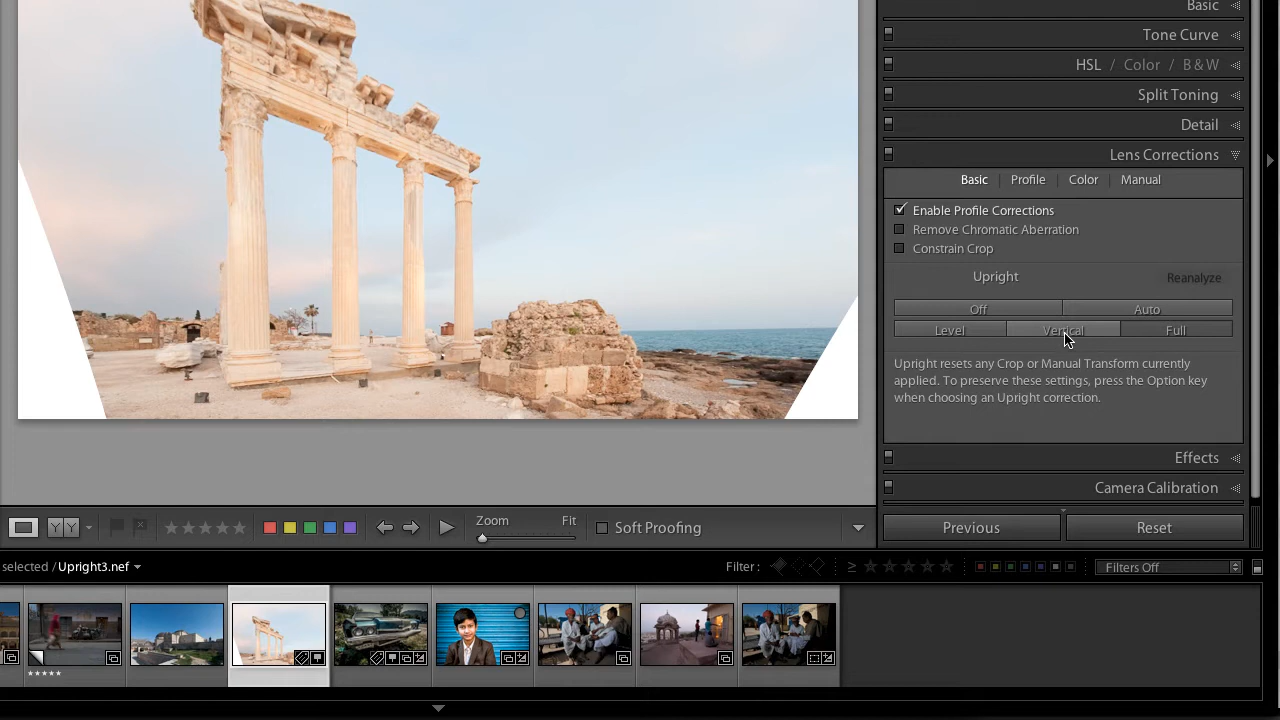 Basic
Tone Curve
HSL / Color / B & W
Split Toning
Detail
Lens Corrections
Basic | Profile | Color | Manual
Enable Profile Corrections
Remove Chromatic Aberration
Constrain Crop
Upright Reanalyze
Off Auto
Level Vertical Full
Upright resets any Crop or Manual Transform currently
applied. To preserve these settings, press the Option key
when choosing an Upright correction.
Effects
Camera Calibration
Previous Reset
YY Zoom Fit Soft Proofing
selected / Upright3.nef Filter : Filters Off